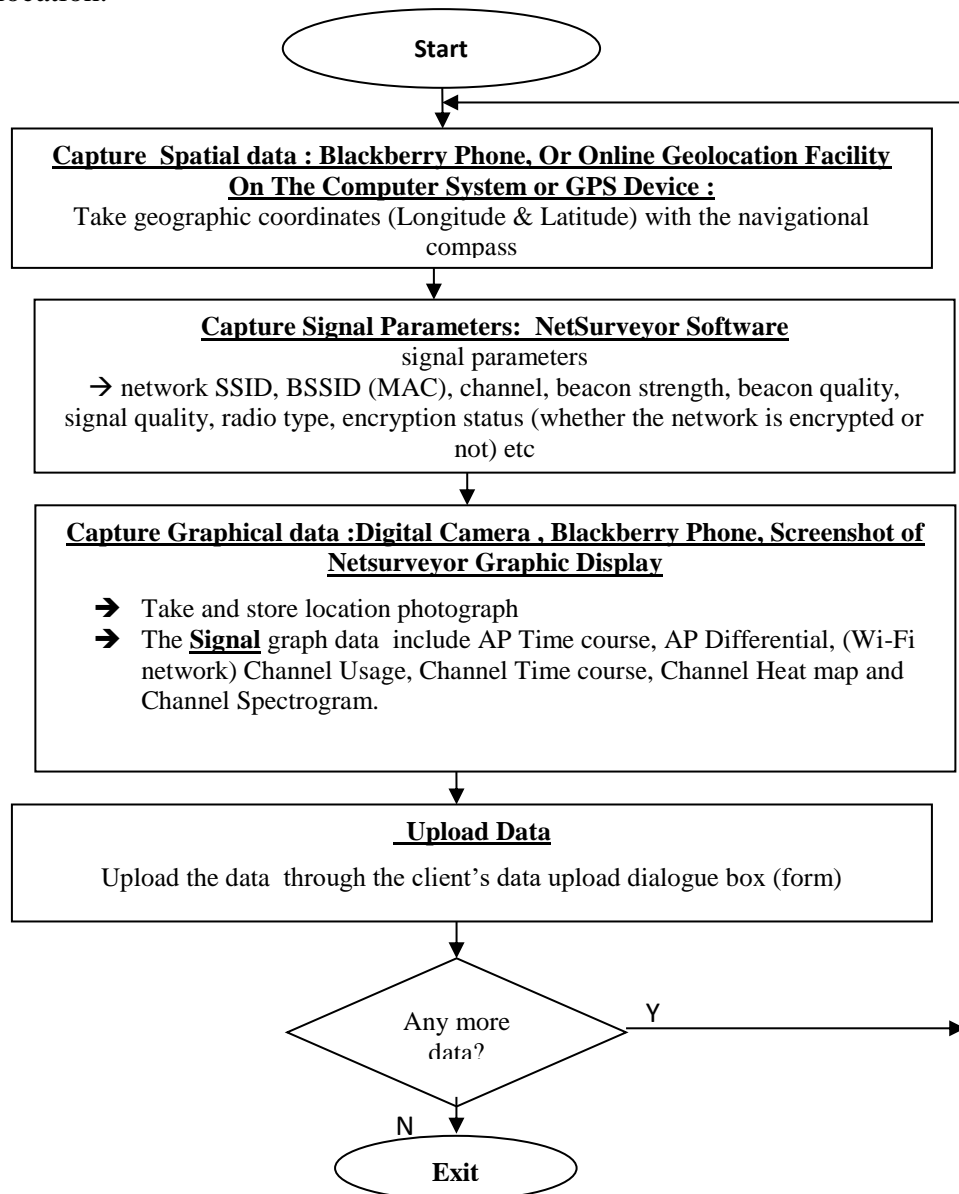 location.
Start
Capture Spatial data : Blackberry Phone, Or Online Geolocation Facility
On The Computer System or GPS Device :
Take geographic coordinates (Longitude & Latitude) with the navigational
compass
Capture Signal Parameters: NetSurveyor Software
signal parameters
→ network SSID, BSSID (MAC), channel, beacon strength, beacon quality,
signal quality, radio type, encryption status (whether the network is encrypted or
not) etc
Capture Graphical data :Digital Camera , Blackberry Phone, Screenshot of
Netsurveyor Graphic Display
➔ Take and store location photograph
➔ The Signal graph data include AP Time course, AP Differential, (Wi-Fi
network) Channel Usage, Channel Time course, Channel Heat map and
Channel Spectrogram.
Upload Data
Upload the data through the client's data upload dialogue box (form)
Any more
data?
Y
N
Exit